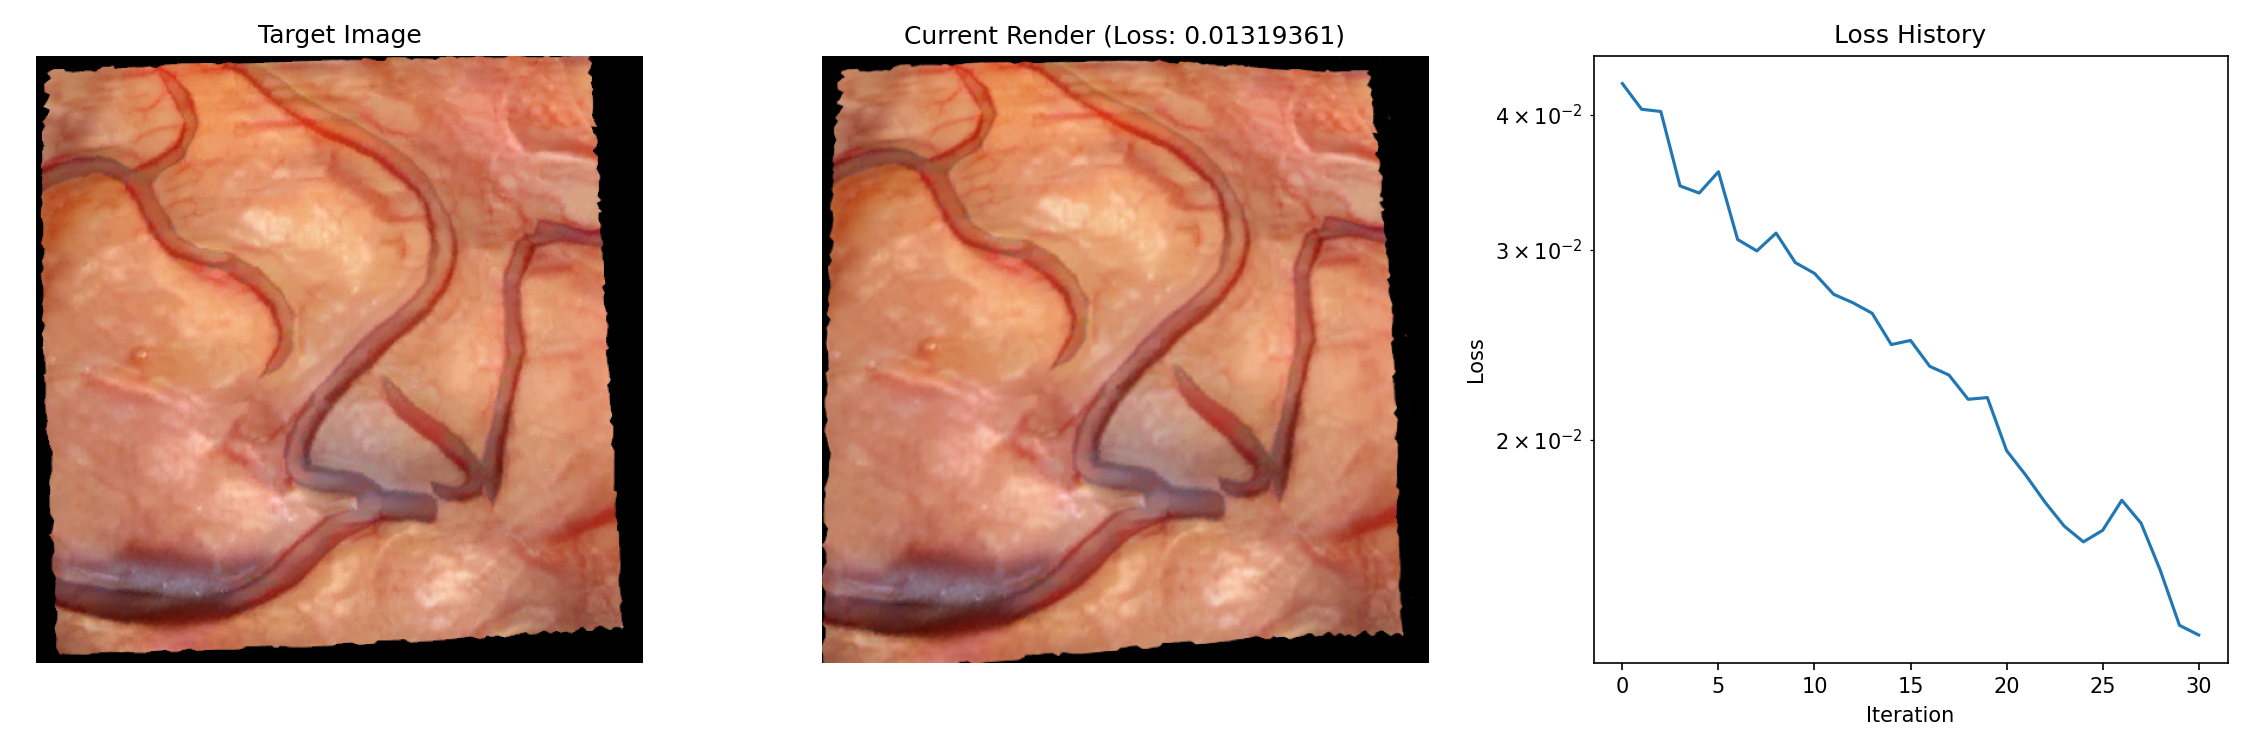 Target Image
Current Render (Loss: 0.01319361)
Loss History
Loss
4 × 10⁻²
3 × 10⁻²
2 × 10⁻²
0 5 10 15 20 25 30
Iteration